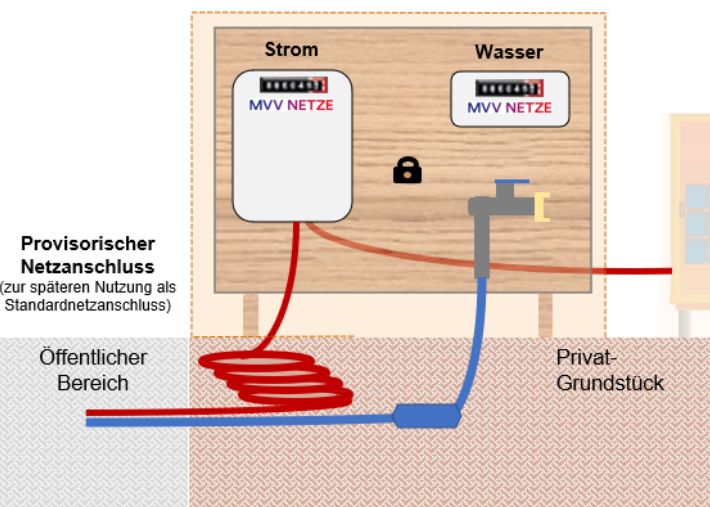 Strom
Wasser
MVV NETZE
MVV NETZE
Provisorischer
Netzanschluss
(zur späteren Nutzung als
Standardnetzanschluss)
Öffentlicher
Bereich
Privat-
Grundstück